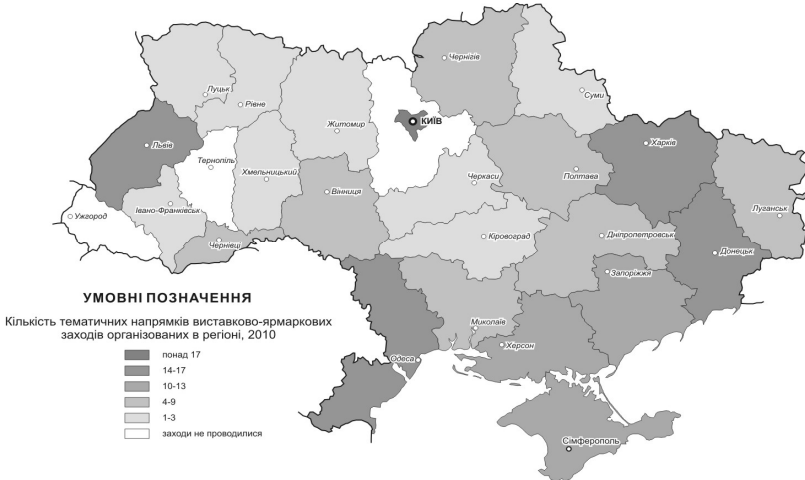 Чернігів
Луцьк
Рівне
Суми
Житомир
КИЇВ
Львів
Харків
Тернопіль
Хмельницький
Черкаси
Полтава
Вінниця
Івано-Франківськ
Луганськ
Ужгород
Чернівці
Кіровоград
Дніпропетровськ
Донецьк
Запоріжжя
Миколаїв
Херсон
Одеса
Сімферополь
УМОВНІ ПОЗНАЧЕННЯ
Кількість тематичних напрямків виставково-ярмаркових
заходів організованих в регіоні, 2010
понад 17
14-17
10-13
4-9
1-3
заходи не проводилися